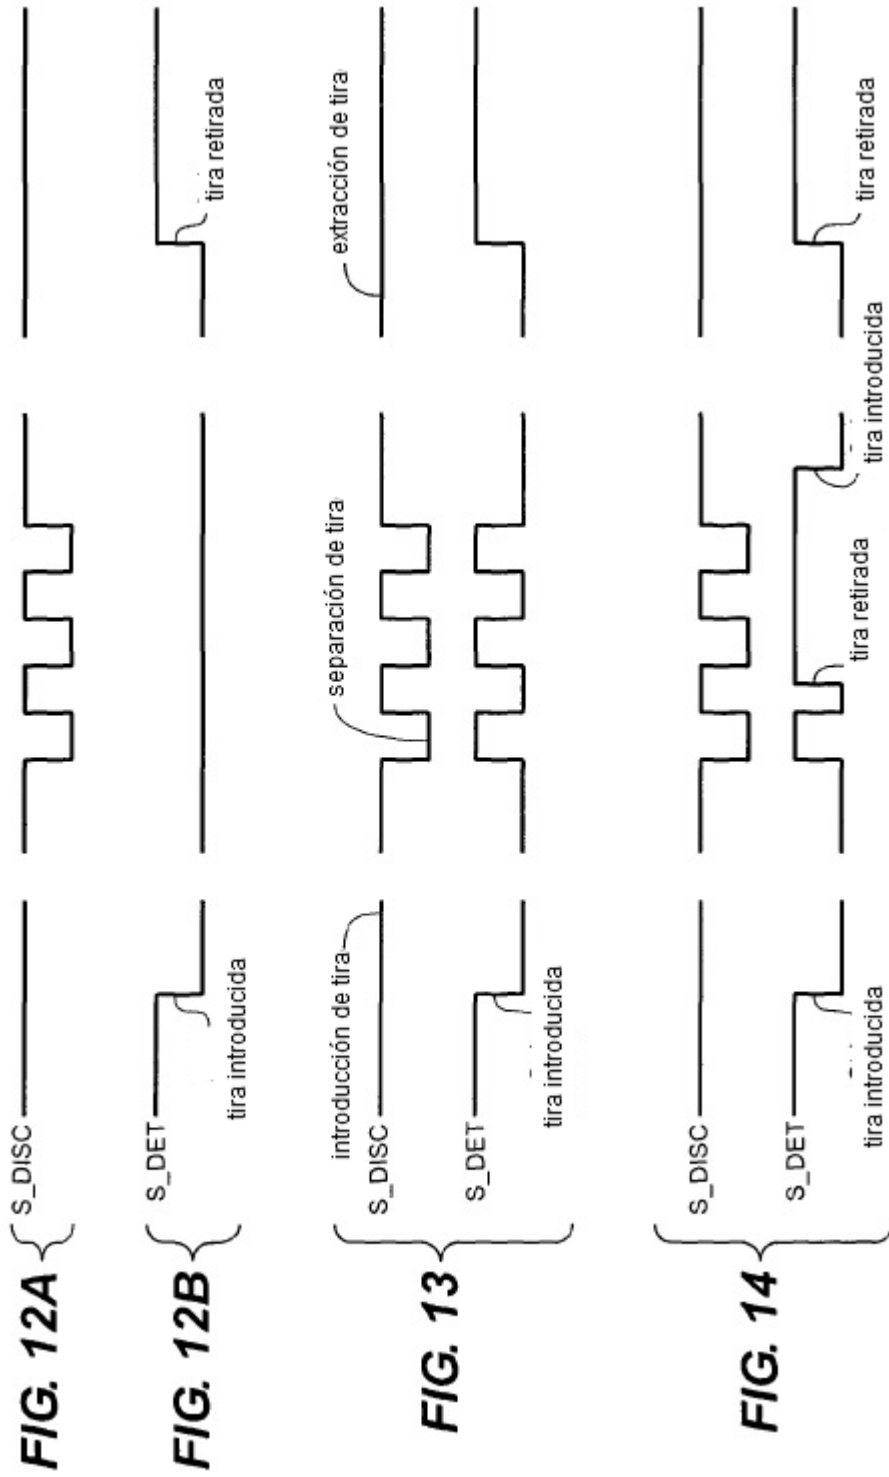 FIG. 12A
S_DISC
FIG. 12B
S_DET
tira introducida
tira retirada
FIG. 13
S_DISC
introducción de tira
separación de tira
extracción de tira
S_DET
tira introducida
FIG. 14
S_DISC
S_DET
tira introducida
tira retirada
tira introducida
tira retirada